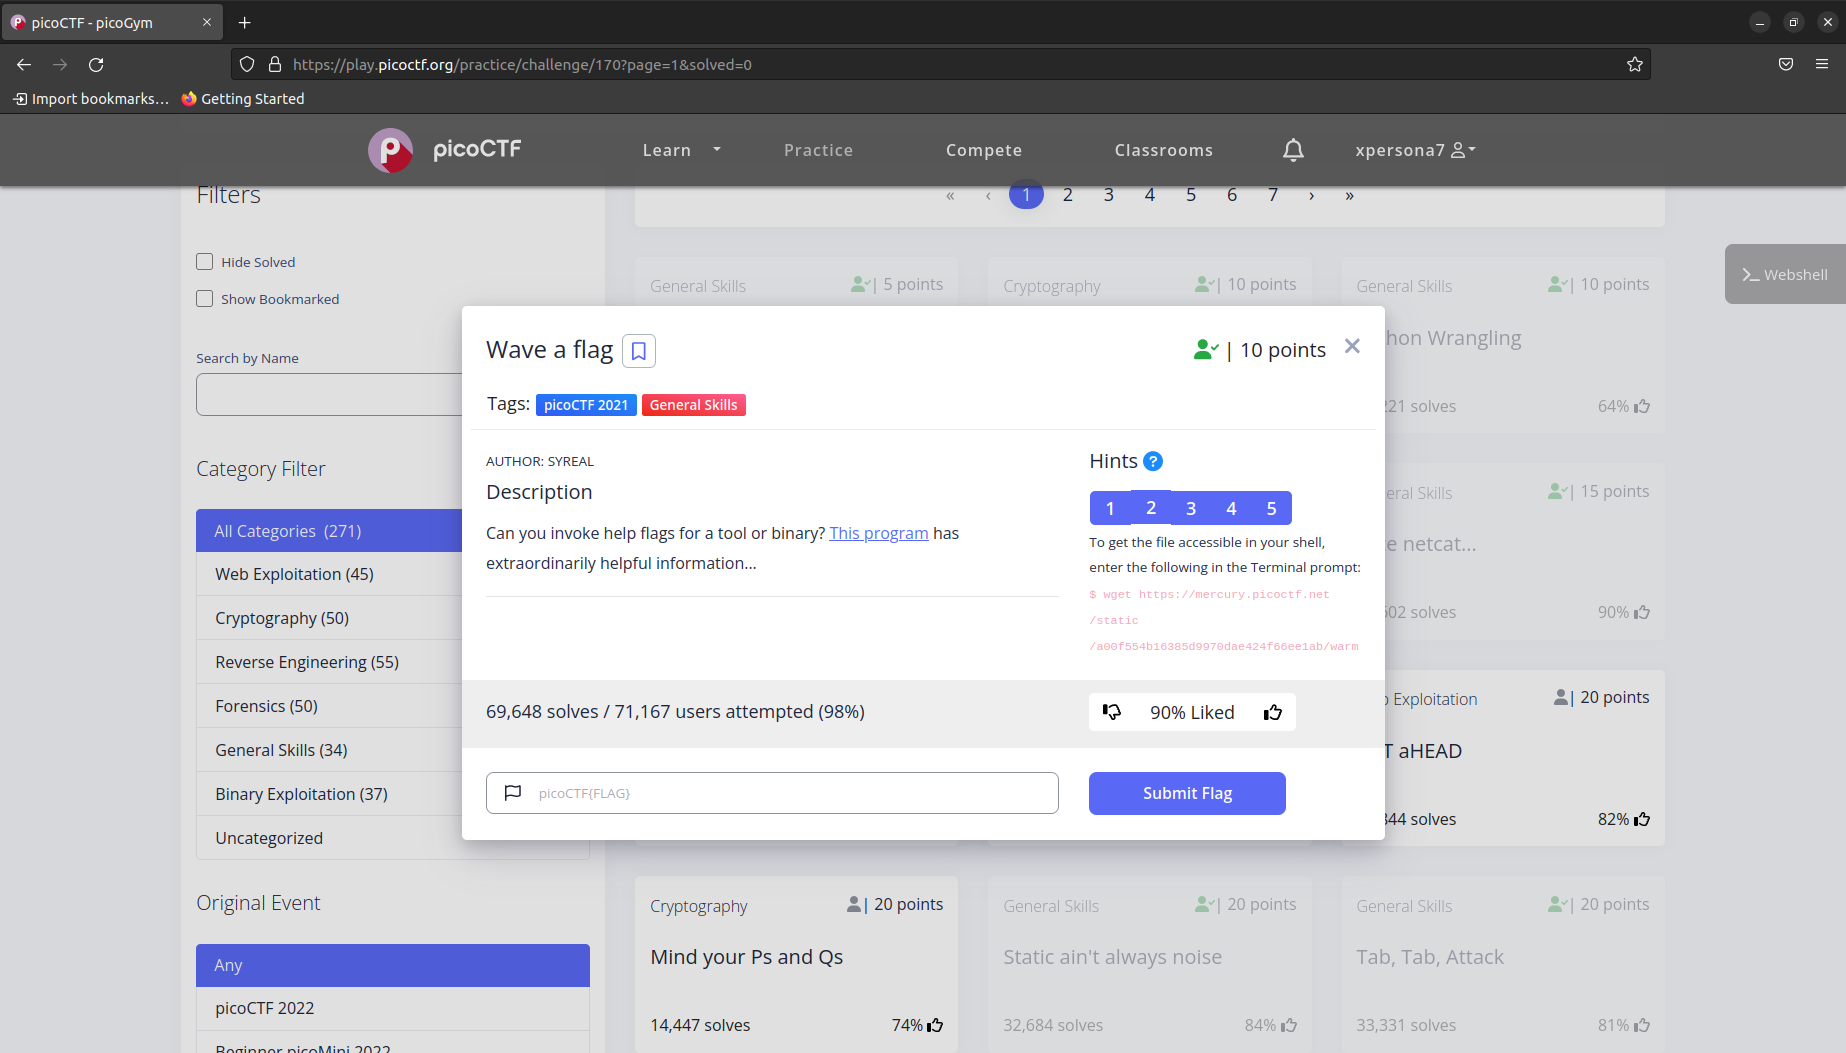 picoCTF - picoGym
https://play.picoctf.org/practice/challenge/170?page=1&solved=0
Import bookmarks...
Getting Started
picoCTF
Learn
Practice
Compete
Classrooms
xpersona7
Filters
« ‹ 1 2 3 4 5 6 7 › »
Hide Solved
Show Bookmarked
Search by Name
Category Filter
All Categories (271)
Web Exploitation (45)
Cryptography (50)
Reverse Engineering (55)
Forensics (50)
General Skills (34)
Binary Exploitation (37)
Uncategorized
Original Event
Any
picoCTF 2022
Beginner picoMini 2022
General Skills | 5 points
Cryptography | 10 points
General Skills | 10 points
Webshell
Wave a flag
| 10 points
Tags: picoCTF 2021 General Skills
AUTHOR: SYREAL
Description
Can you invoke help flags for a tool or binary? This program has
extraordinarily helpful information...
Hints ?
1 2 3 4 5
To get the file accessible in your shell,
enter the following in the Terminal prompt:
$ wget https://mercury.picoctf.net
/static
/a00f554b16385d9970dae424f66ee1ab/warm
69,648 solves / 71,167 users attempted (98%)
90% Liked
picoCTF{FLAG}
Submit Flag
hon Wrangling
221 solves
64%
eral Skills | 15 points
e netcat...
solves
90%
Exploitation | 20 points
aHEAD
solves
82%
Cryptography | 20 points
Mind your Ps and Qs
14,447 solves
74%
General Skills | 20 points
Static ain't always noise
32,684 solves
84%
General Skills | 20 points
Tab, Tab, Attack
33,331 solves
81%